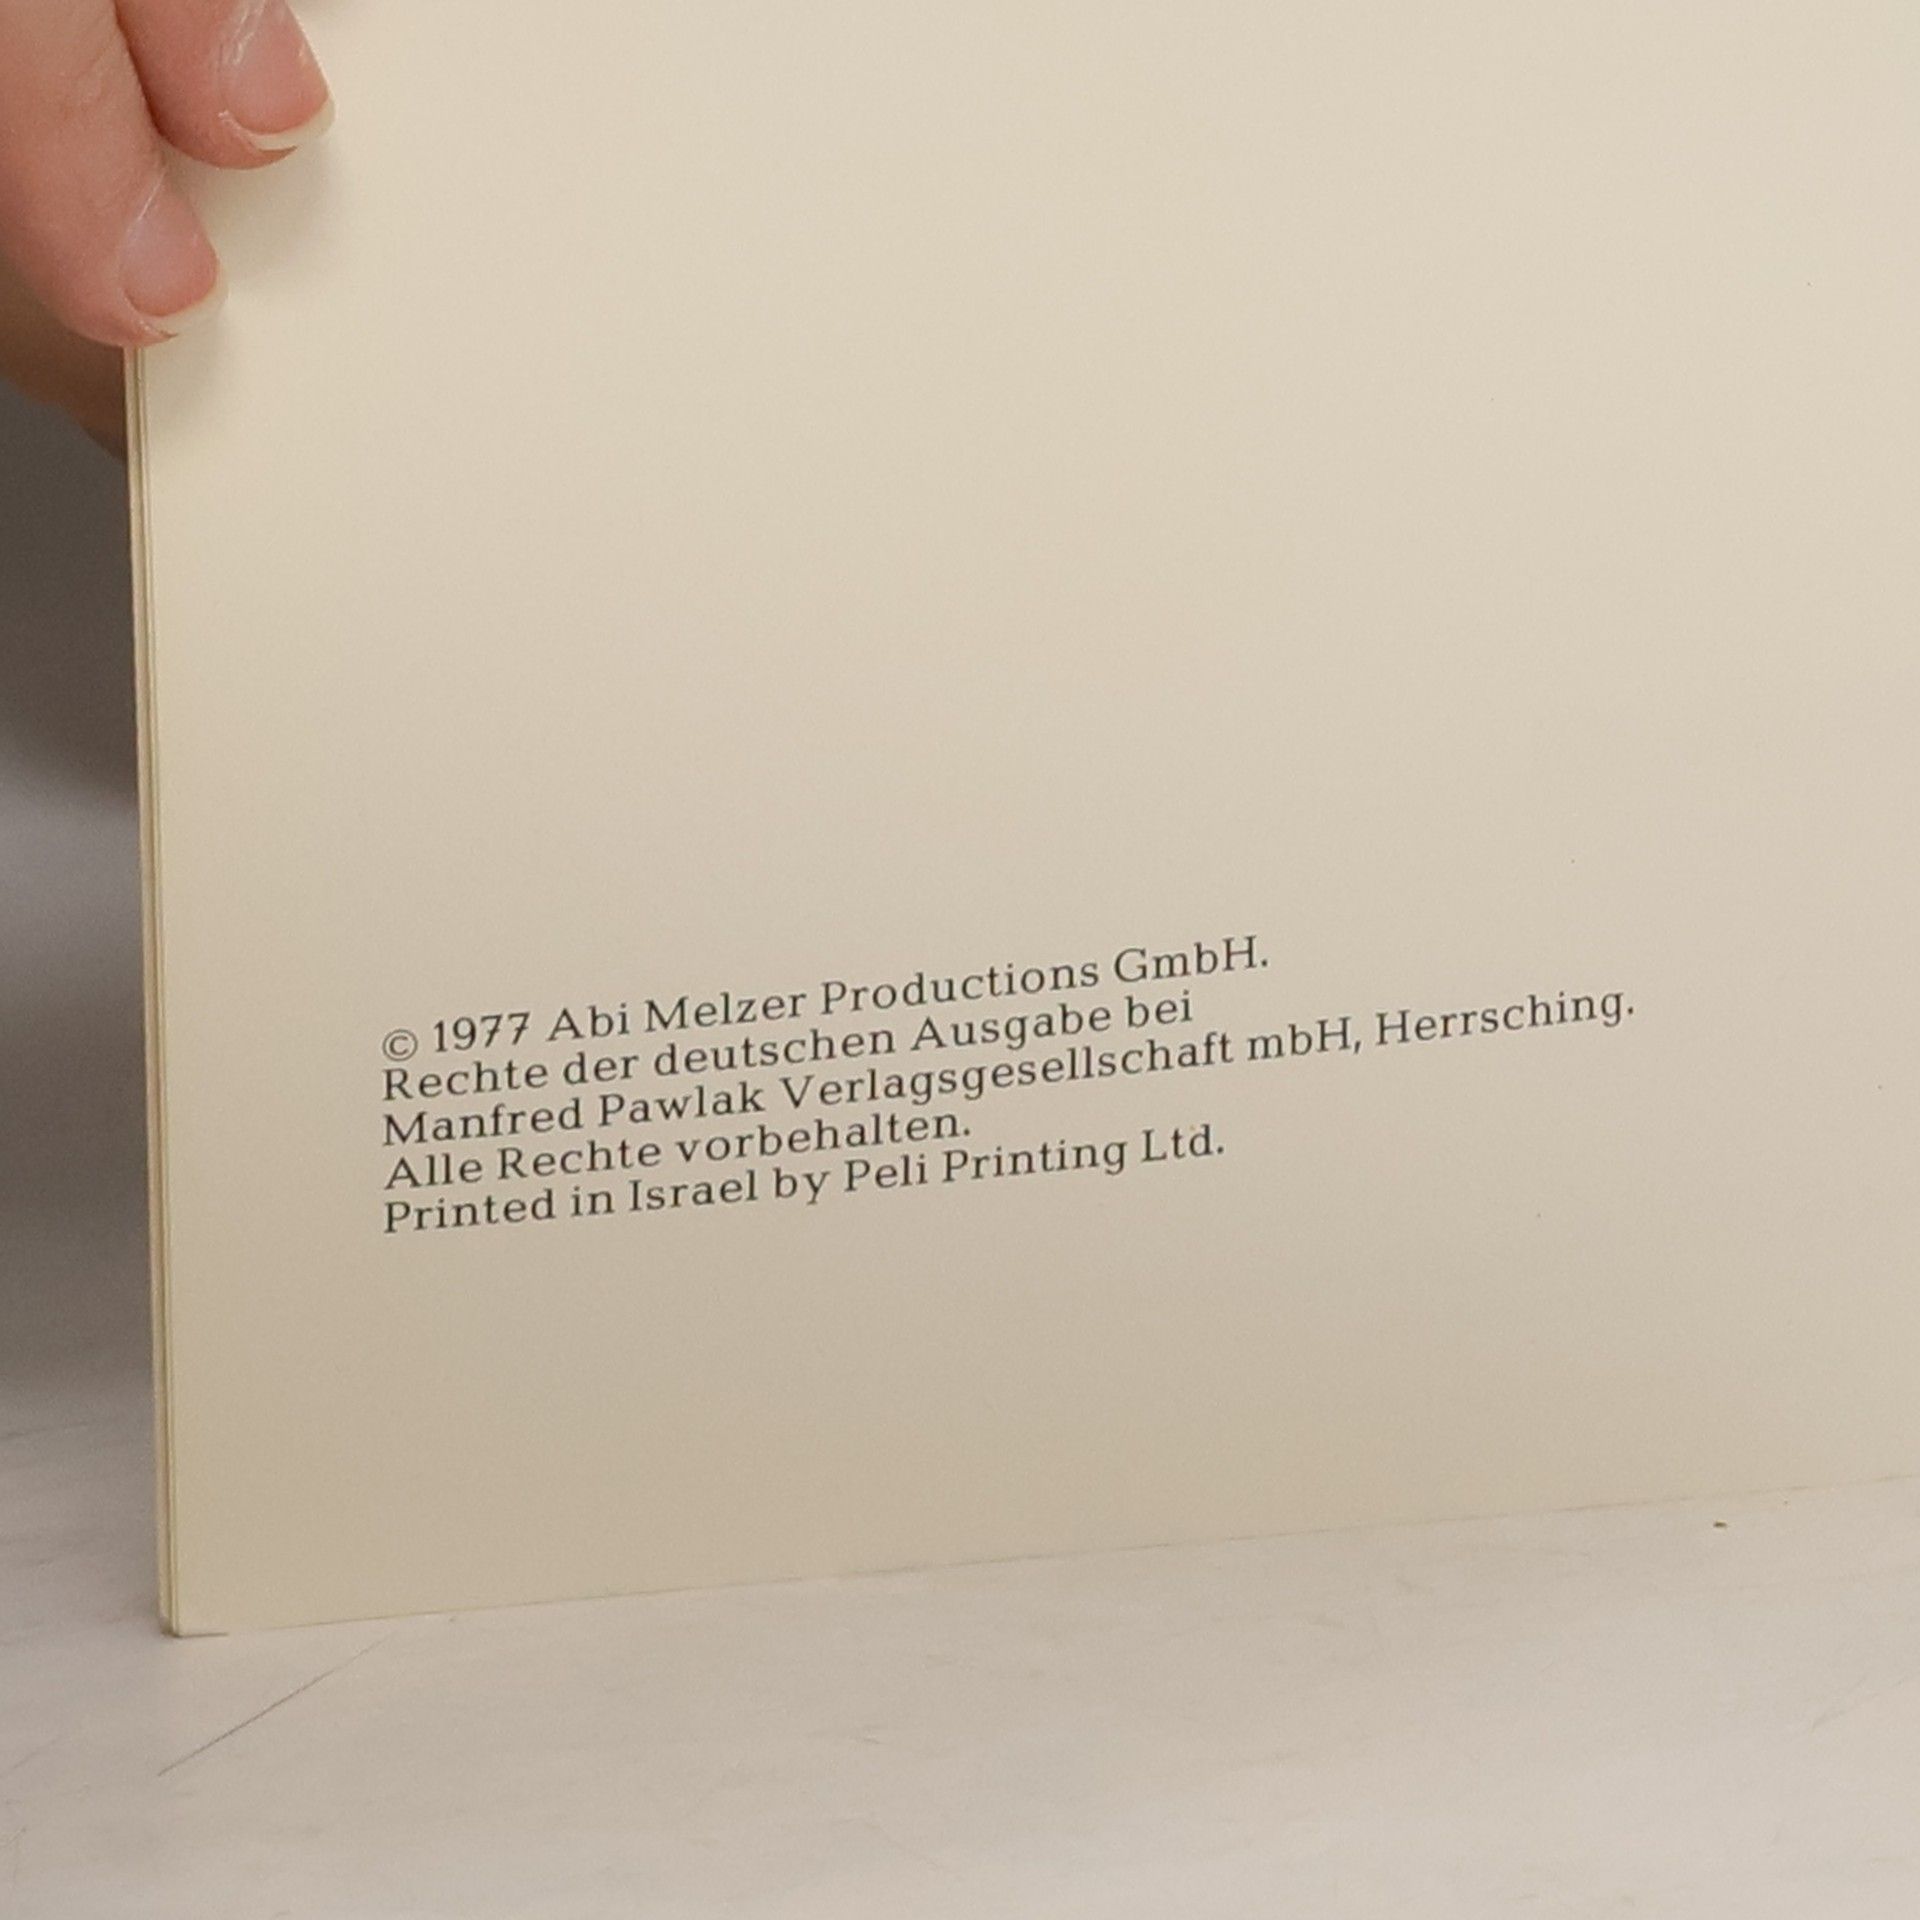 © 1977 Abi Melzer Productions GmbH.
Rechte der deutschen Ausgabe bei
Manfred Pawlak Verlagsgesellschaft mbH, Herrsching.
Alle Rechte vorbehalten.
Printed in Israel by Peli Printing Ltd.